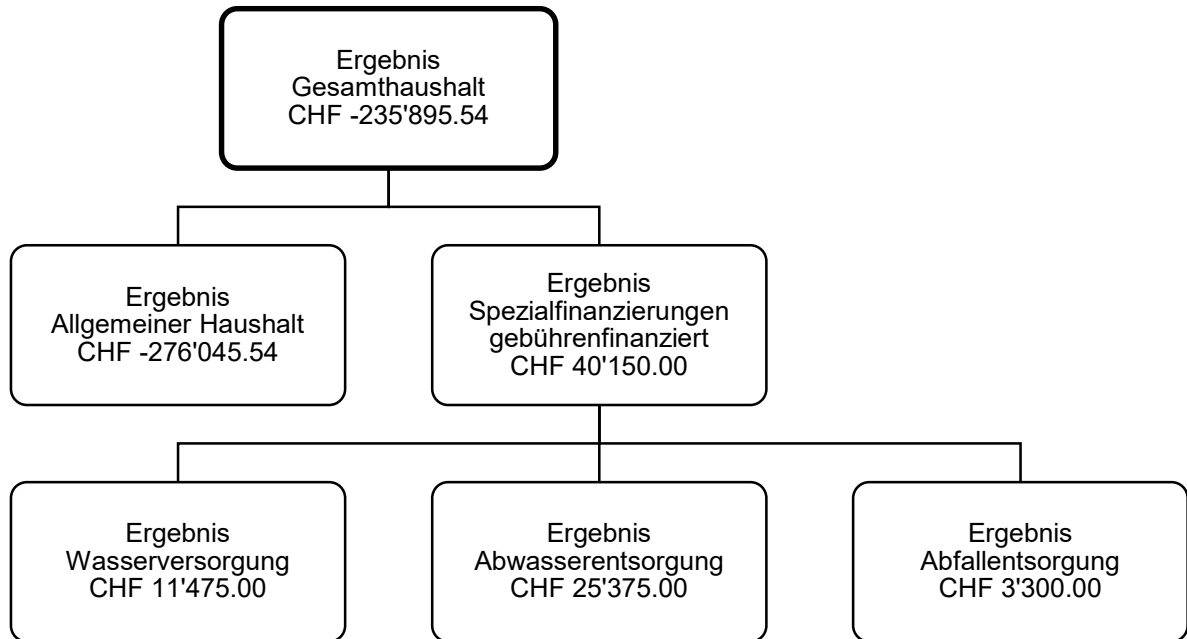 Ergebnis
Gesamthaushalt
CHF -235'895.54
Ergebnis
Allgemeiner Haushalt
CHF -276'045.54
Ergebnis
Spezialfinanzierungen
gebührenfinanziert
CHF 40'150.00
Ergebnis
Wasserversorgung
CHF 11'475.00
Ergebnis
Abwasserentsorgung
CHF 25'375.00
Ergebnis
Abfallentsorgung
CHF 3'300.00